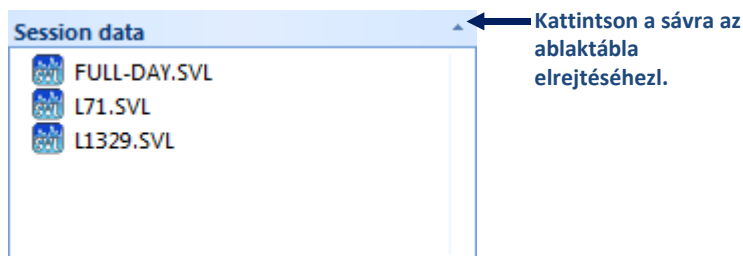 Session data
FULL-DAY.SVL
L71.SVL
L1329.SVL
Kattintson a sávra az
ablaktábla
elrejtéséhezl.